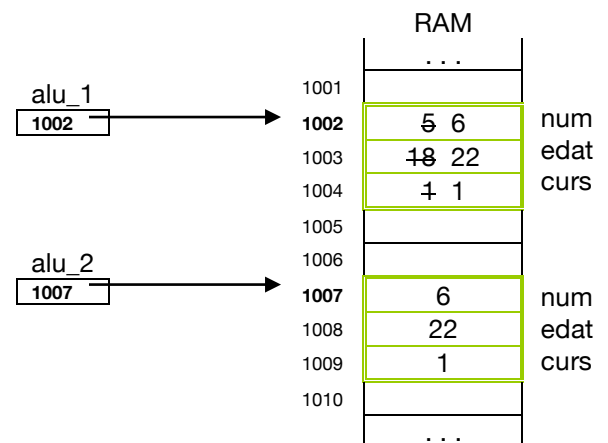 RAM
. . .
1001
alu_1
1002
1002 5 6 num
1003 18 22 edat
1004 1 1 curs
1005
1006
alu_2
1007
1007 6 num
1008 22 edat
1009 1 curs
1010
. . .